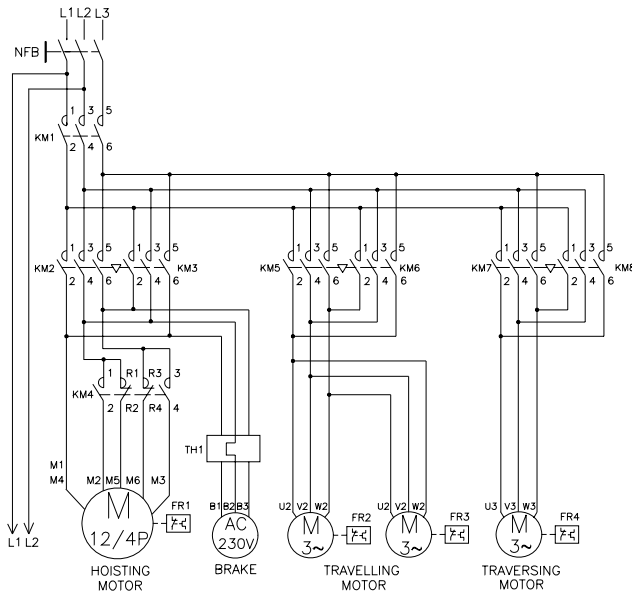 L1 L2 L3
NFB
1 3 5
KM1
2 4 6
1 3 5 1 3 5 1 3 5 1 3 5 1 3 5 1 3 5
KM2 KM3 KM5 KM6 KM7 KM8
2 4 6 2 4 6 2 4 6 2 4 6 2 4 6 2 4 6
1 R1 R3 3
KM4
2 R2 R4 4
TH1
M1
M4 M2 M5 M6 M3
B1 B2 B3 U2 V2 W2 U2 V2 W2 U3 V3 W3
M FR1 AC M FR2 M FR3 M FR4
12/4P 230V 3~ 3~ 3~
L1 L2
HOISTING BRAKE TRAVELLING TRAVERSING
MOTOR MOTOR MOTOR